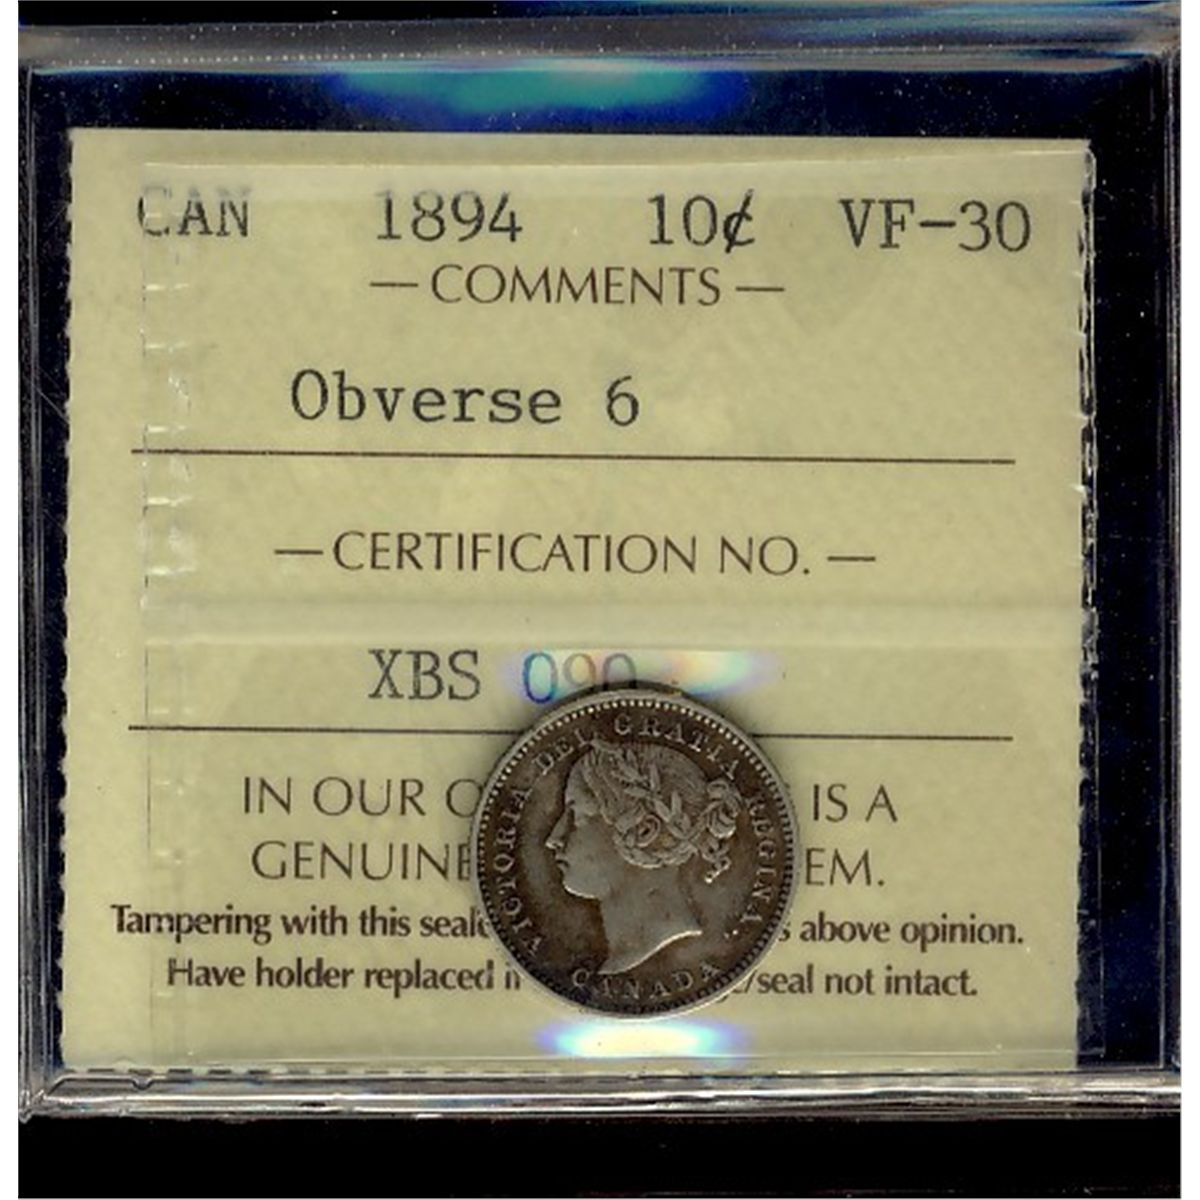 CAN 1894 10¢ VF-30
— COMMENTS —
Obverse 6
— CERTIFICATION NO. —
XBS 090
IN OUR IS A
GENUINE EM.
Tampering with this above opinion.
Have holder replaced /seal not intact.
VICTORIA DEI GRATIA REGINA.
CANADA